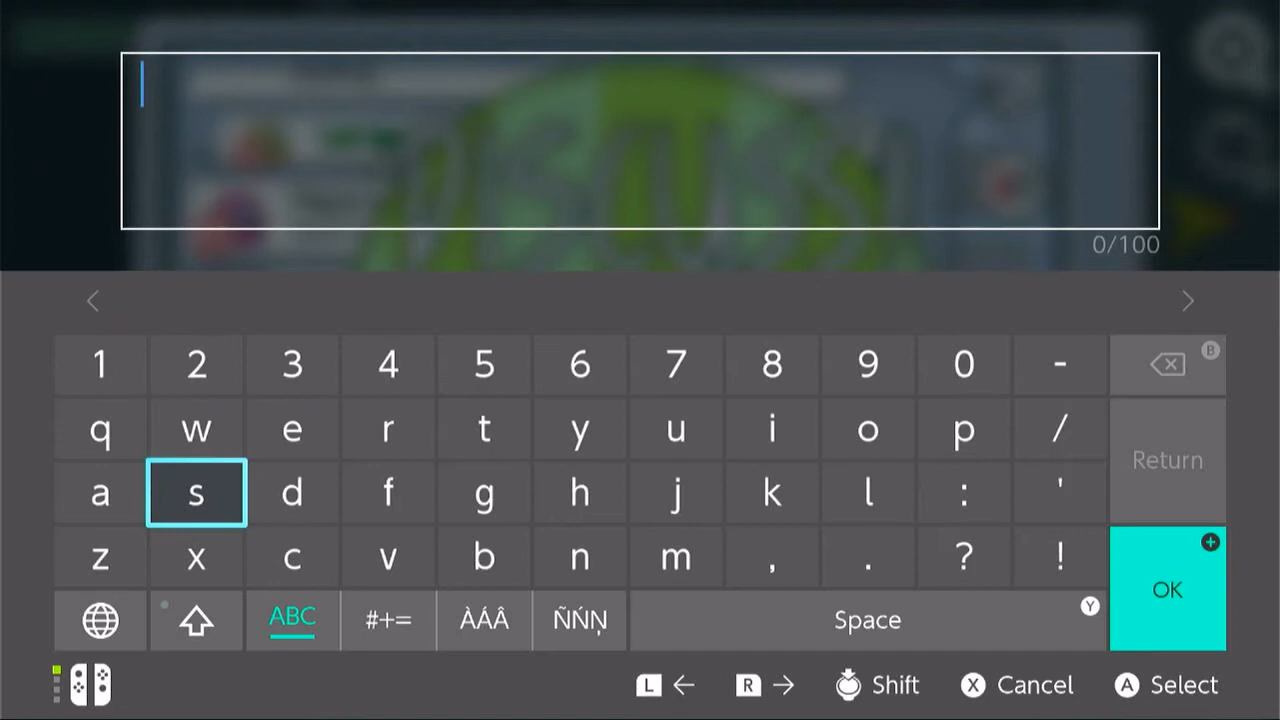 0/100
1 2 3 4 5 6 7 8 9 0 -
B
q w e r t y u i o p /
a s d f g h j k l : '
Return
z x c v b n m , . ? !
+
OK
ABC #+= ÀÁÂ ÑŃŅ Space
Y
L ← R → Shift X Cancel A Select